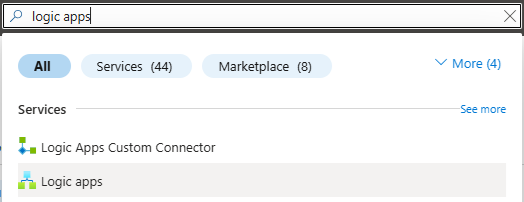 logic apps
All Services (44) Marketplace (8) More (4)
Services See more
Logic Apps Custom Connector
Logic apps